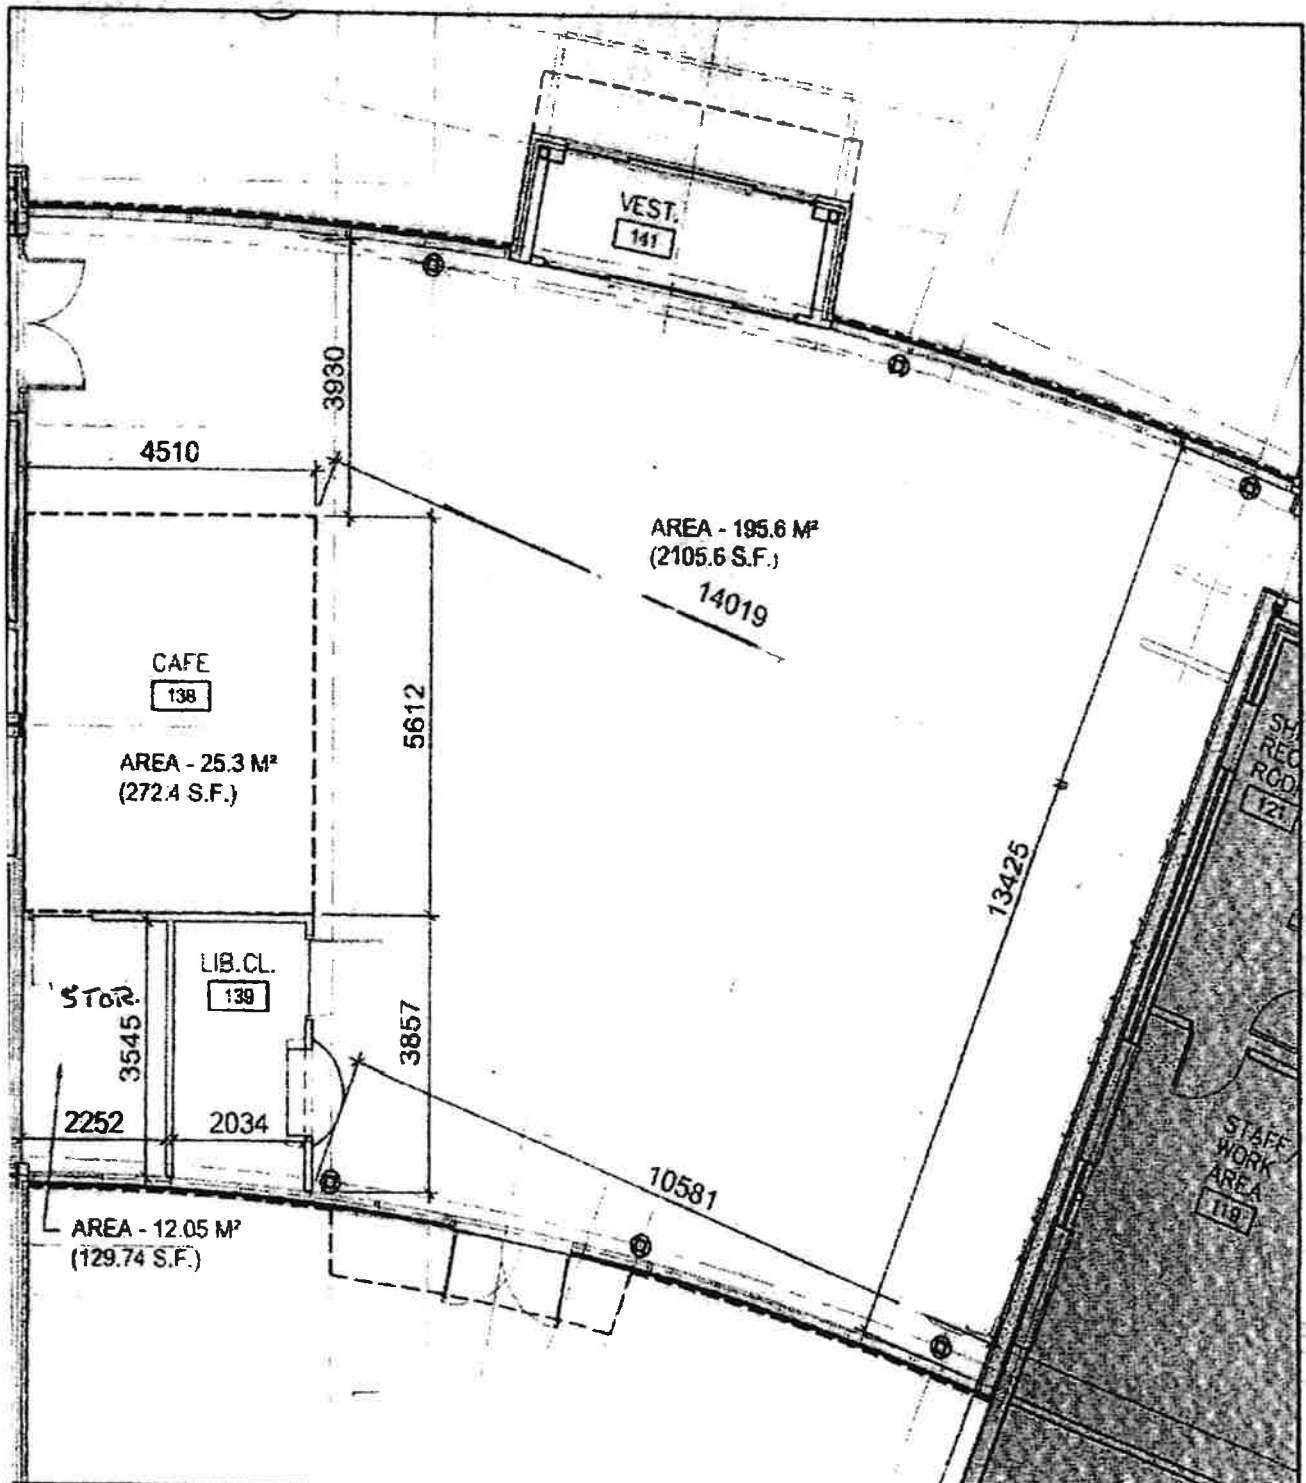 VEST.
141
3930
4510
AREA - 195.6 M²
(2105.6 S.F.)
14019
CAFE
138
5612
AREA - 25.3 M²
(272.4 S.F.)
13425
121
LIB.CL.
139
STOR.
3545
3857
2252
2034
10581
STAFF/
WORK
AREA
118
AREA - 12.05 M²
(129.74 S.F.)